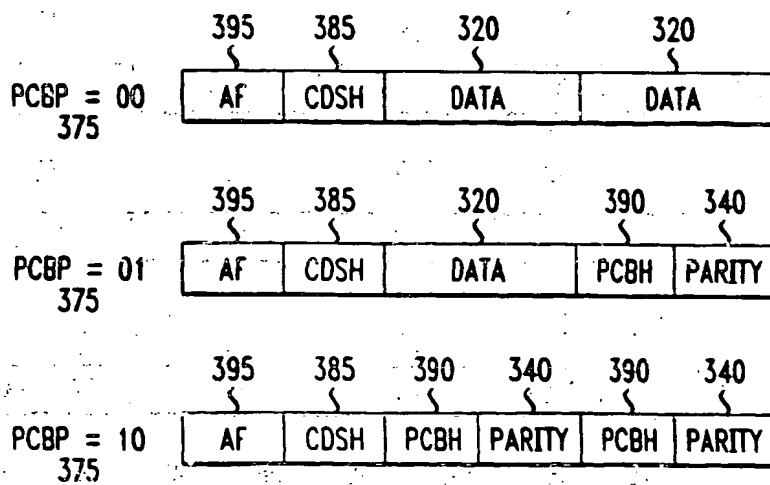 395 385 320 320
PCBP = 00 AF CDSH DATA DATA
375
395 385 320 390 340
PCBP = 01 AF CDSH DATA PCBH PARITY
375
395 385 390 340 390 340
PCBP = 10 AF CDSH PCBH PARITY PCBH PARITY
375